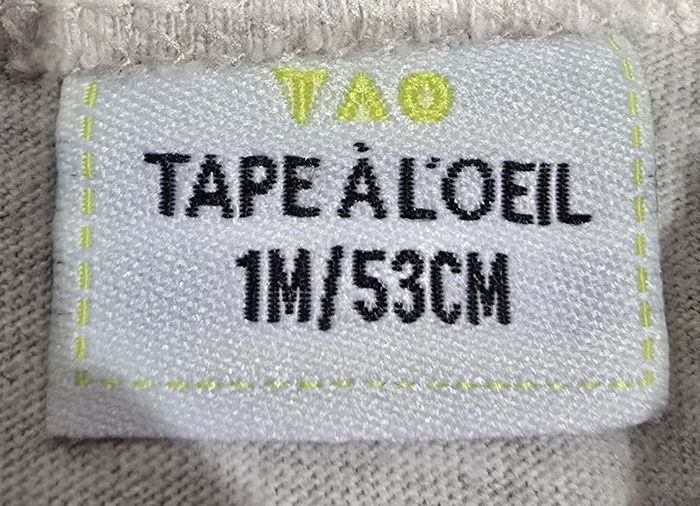 TAO
TAPE À L'OEIL
1M/53CM